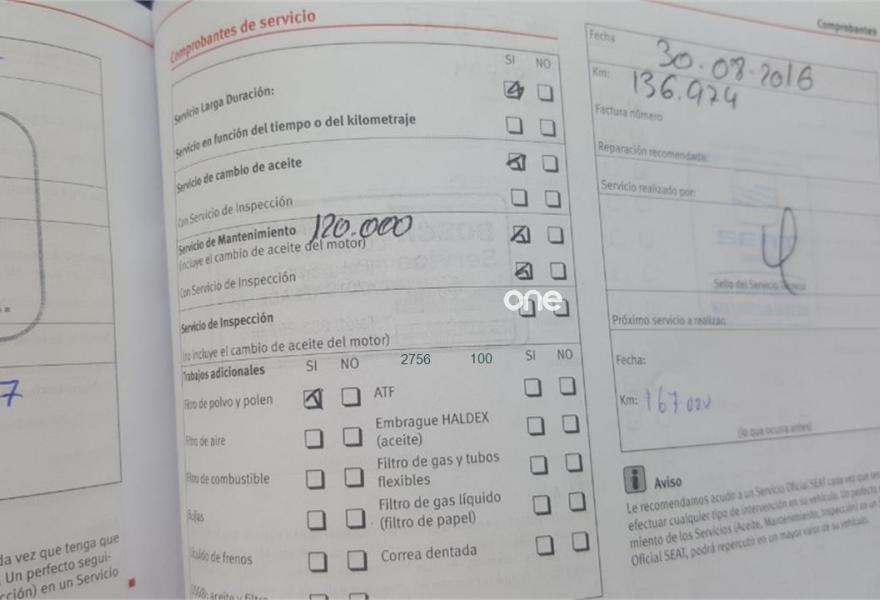 Comprobantes de servicio
SI NO
Servicio Larga Duración:
Servicio en función del tiempo o del kilometraje
Servicio de cambio de aceite
Con Servicio de Inspección
Servicio de Mantenimiento 120.000
(incluye el cambio de aceite del motor)
Con Servicio de Inspección
Servicio de Inspección
(no incluye el cambio de aceite del motor)
Trabajos adicionales SI NO 2756 100 SI NO
Filtro de polvo y polen ATF
Filtro de aire Embrague HALDEX
(aceite)
Filtro de combustible Filtro de gas y tubos
flexibles
Bujías Filtro de gas líquido
(filtro de papel)
Líquido de frenos Correa dentada
one
Comprobantes
Fecha 30.08.2016
Km: 136.924
Factura número
Reparación recomendada:
Servicio realizado por:
SEAT
Sello del Servicio Técnico
Próximo servicio a realizar:
Fecha:
Km: 167.000
(lo que ocurra antes)
Aviso
Le recomendamos acudir a un Servicio Oficial SEAT cada vez que
efectuar cualquier tipo de intervención en su vehículo. Un perfecto
miento de los Servicios (Aceite, Mantenimiento, Inspección) en un
Oficial SEAT, podrá repercutir en un mayor valor de su vehículo.
7
da vez que tenga que
. Un perfecto segui-
cción) en un Servicio